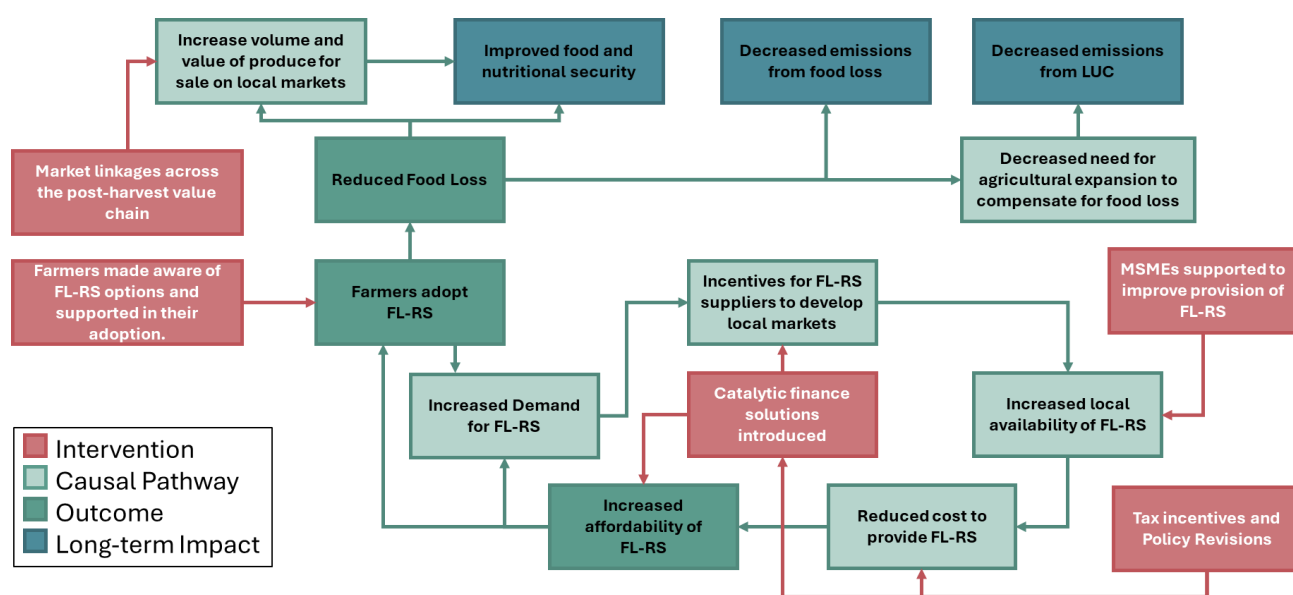 Increase volume and
value of produce for
sale on local markets
Improved food and
nutritional security
Decreased emissions
from food loss
Decreased emissions
from LUC
Market linkages across
the post-harvest value
chain
Reduced Food Loss
Decreased need for
agricultural expansion to
compensate for food loss
Farmers made aware of
FL-RS options and
supported in their
adoption.
Farmers adopt
FL-RS
Incentives for FL-RS
suppliers to develop
local markets
MSMEs supported to
improve provision of
FL-RS
Increased Demand
for FL-RS
Catalytic finance
solutions
introduced
Increased local
availability of FL-RS
Intervention
Causal Pathway
Outcome
Long-term Impact
Increased
affordability of
FL-RS
Reduced cost to
provide FL-RS
Tax incentives and
Policy Revisions